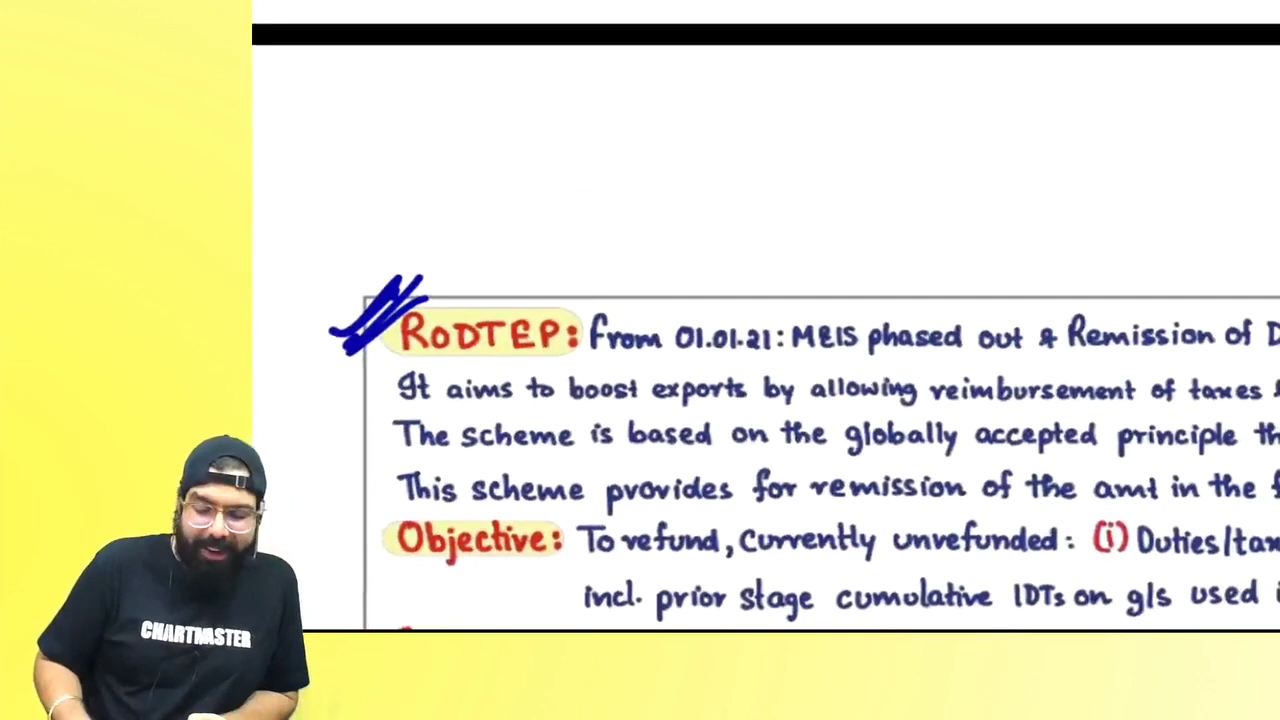 RODTEP: From 01.01.21: MEIS phased out & Remission of D
It aims to boost exports by allowing reimbursement of taxes &
The scheme is based on the globally accepted principle th
This scheme provides for remission of the amt in the f
Objective: To refund, Currently unrefunded: (i) Duties/tax
incl. prior stage cumulative IDTs on g/s used i
CHARTMASTER